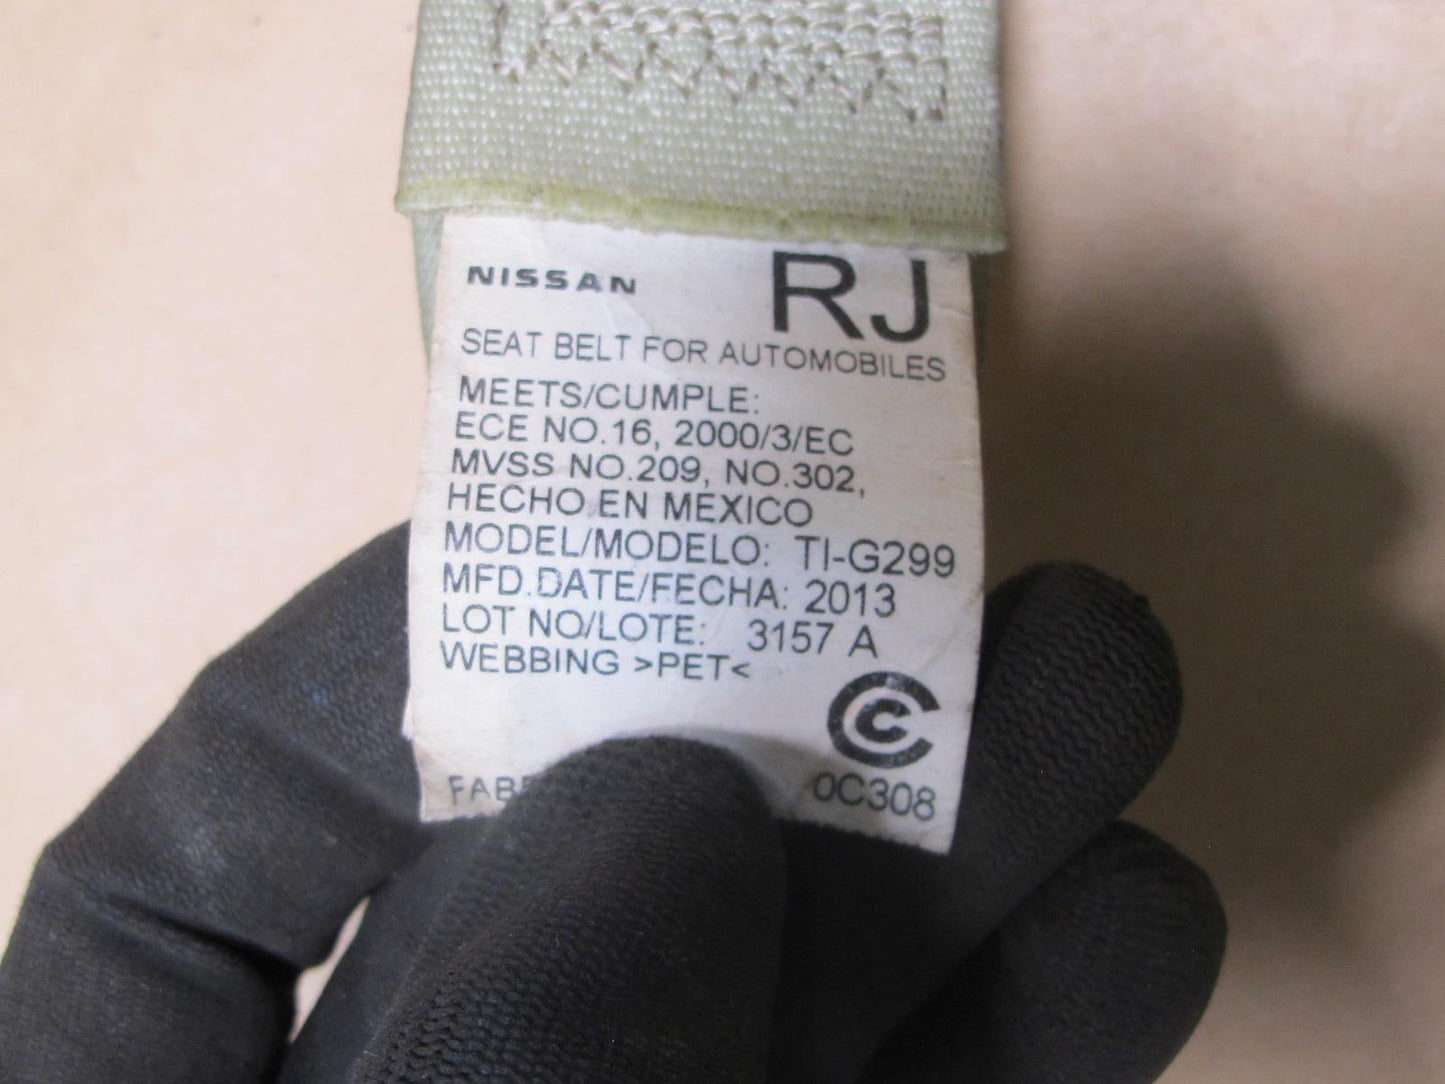 NISSAN RJ
SEAT BELT FOR AUTOMOBILES
MEETS/CUMPLE:
ECE NO.16, 2000/3/EC
MVSS NO.209, NO.302,
HECHO EN MEXICO
MODEL/MODELO: TI-G299
MFD.DATE/FECHA: 2013
LOT NO/LOTE: 3157 A
WEBBING >PET<
0C308